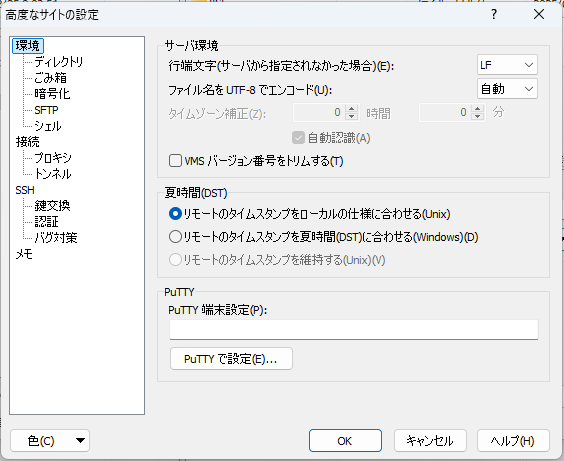 高度なサイトの設定
環境
ディレクトリ
ごみ箱
暗号化
SFTP
シェル
接続
プロキシ
トンネル
SSH
鍵交換
認証
バグ対策
メモ
サーバ環境
行端文字(サーバから指定されなかった場合)(E): LF
ファイル名を UTF-8 でエンコード(U): 自動
タイムゾーン補正(Z): 0 時間 0 分
自動認識(A)
VMS バージョン番号をトリムする(T)
夏時間(DST)
リモートのタイムスタンプをローカルの仕様に合わせる(Unix)
リモートのタイムスタンプを夏時間(DST)に合わせる(Windows)(D)
リモートのタイムスタンプを維持する(Unix)(V)
PuTTY
PuTTY 端末設定(P):
PuTTY で設定(E)...
色(C)
OK
キャンセル
ヘルプ(H)